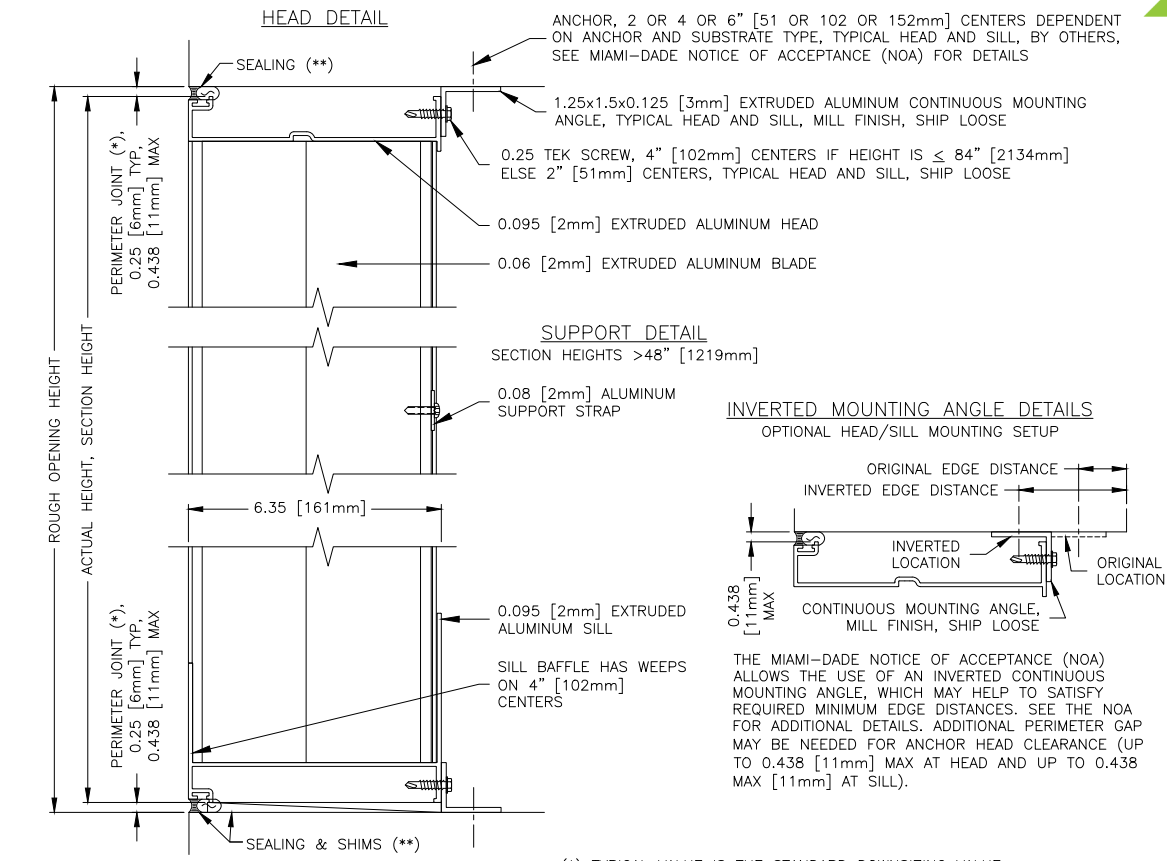 HEAD DETAIL
ANCHOR, 2 OR 4 OR 6” [51 OR 102 OR 152mm] CENTERS DEPENDENT
ON ANCHOR AND SUBSTRATE TYPE, TYPICAL HEAD AND SILL, BY OTHERS,
SEE MIAMI-DADE NOTICE OF ACCEPTANCE (NOA) FOR DETAILS
SEALING (**)
1.25x1.5x0.125 [3mm] EXTRUDED ALUMINUM CONTINUOUS MOUNTING
ANGLE, TYPICAL HEAD AND SILL, MILL FINISH, SHIP LOOSE
0.25 TEK SCREW, 4” [102mm] CENTERS IF HEIGHT IS ≤ 84” [2134mm]
ELSE 2” [51mm] CENTERS, TYPICAL HEAD AND SILL, SHIP LOOSE
PERIMETER JOINT (*),
0.25 [6mm] TYP,
0.438 [11mm] MAX
0.095 [2mm] EXTRUDED ALUMINUM HEAD
0.06 [2mm] EXTRUDED ALUMINUM BLADE
SUPPORT DETAIL
SECTION HEIGHTS >48” [1219mm]
0.08 [2mm] ALUMINUM
SUPPORT STRAP
ROUGH OPENING HEIGHT
ACTUAL HEIGHT, SECTION HEIGHT
6.35 [161mm]
INVERTED MOUNTING ANGLE DETAILS
OPTIONAL HEAD/SILL MOUNTING SETUP
ORIGINAL EDGE DISTANCE
INVERTED EDGE DISTANCE
INVERTED
LOCATION
ORIGINAL
LOCATION
0.438
[11mm]
MAX
CONTINUOUS MOUNTING ANGLE,
MILL FINISH, SHIP LOOSE
0.095 [2mm] EXTRUDED
ALUMINUM SILL
SILL BAFFLE HAS WEEPS
ON 4” [102mm]
CENTERS
PERIMETER JOINT (*),
0.25 [6mm] TYP,
0.438 [11mm] MAX
THE MIAMI-DADE NOTICE OF ACCEPTANCE (NOA)
ALLOWS THE USE OF AN INVERTED CONTINUOUS
MOUNTING ANGLE, WHICH MAY HELP TO SATISFY
REQUIRED MINIMUM EDGE DISTANCES. SEE THE NOA
FOR ADDITIONAL DETAILS. ADDITIONAL PERIMETER GAP
MAY BE NEEDED FOR ANCHOR HEAD CLEARANCE (UP
TO 0.438 [11mm] MAX AT HEAD AND UP TO 0.438
MAX [11mm] AT SILL).
SEALING & SHIMS (**)
(*) TYPICAL VALUE IS THE STANDARD DOWNSIZING VALUE